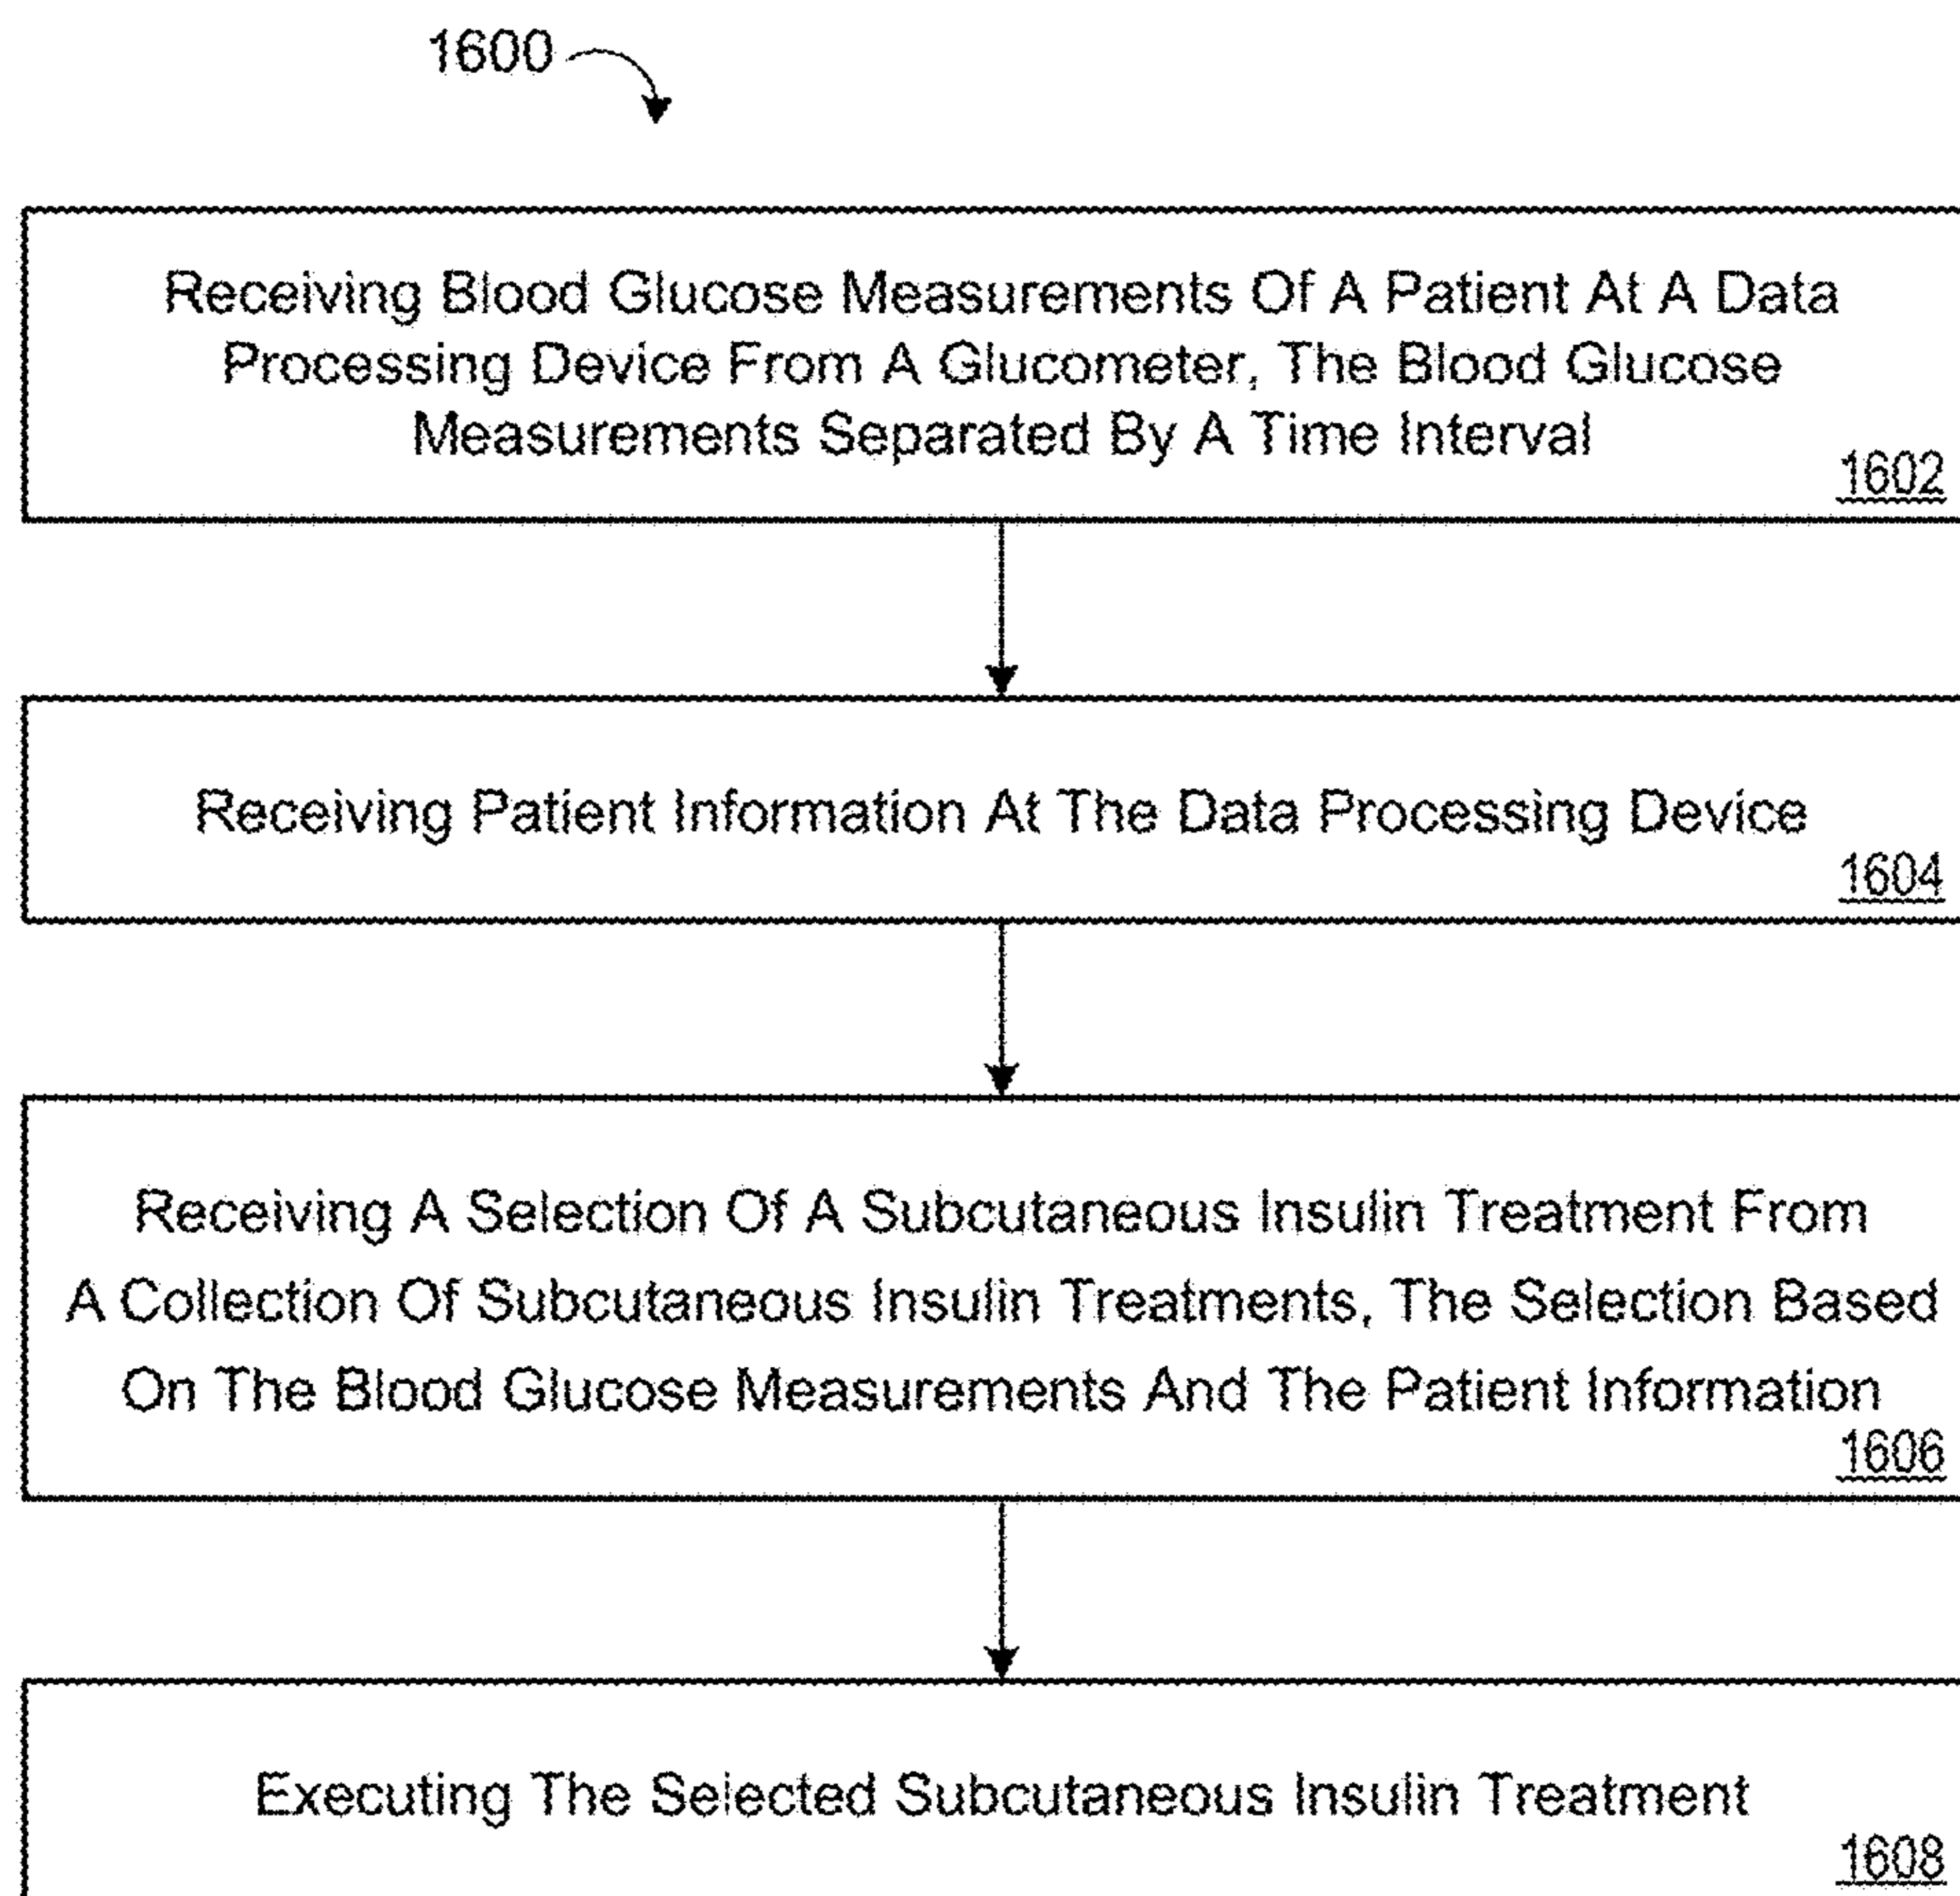 1600
Receiving Blood Glucose Measurements Of A Patient At A Data
Processing Device From A Glucometer, The Blood Glucose
Measurements Separated By A Time Interval
1602
Receiving Patient Information At The Data Processing Device
1604
Receiving A Selection Of A Subcutaneous Insulin Treatment From
A Collection Of Subcutaneous Insulin Treatments, The Selection Based
On The Blood Glucose Measurements And The Patient Information
1606
Executing The Selected Subcutaneous Insulin Treatment
1608